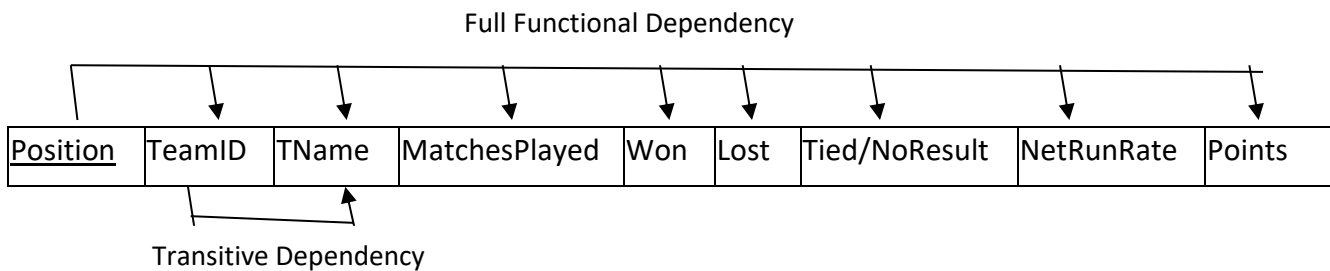 Full Functional Dependency
Position TeamID TName MatchesPlayed Won Lost Tied/NoResult NetRunRate Points
Transitive Dependency